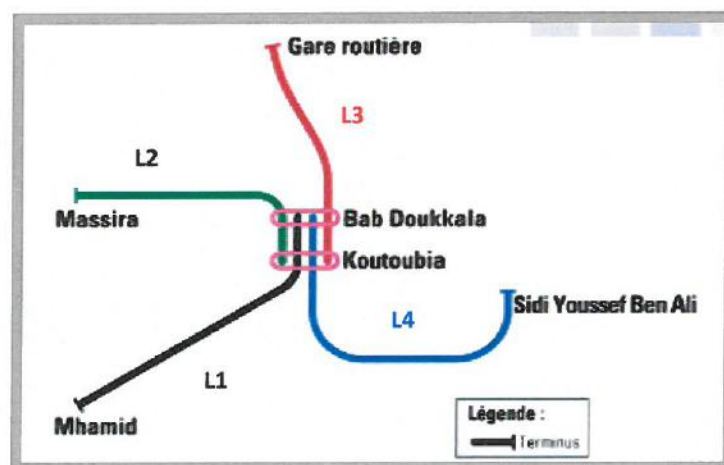 Gare routière
L3
L2
Massira
Bab Doukkala
Koutoubia
Sidi Youssef Ben Ali
L4
L1
Mhamid
Légende :
Terminus